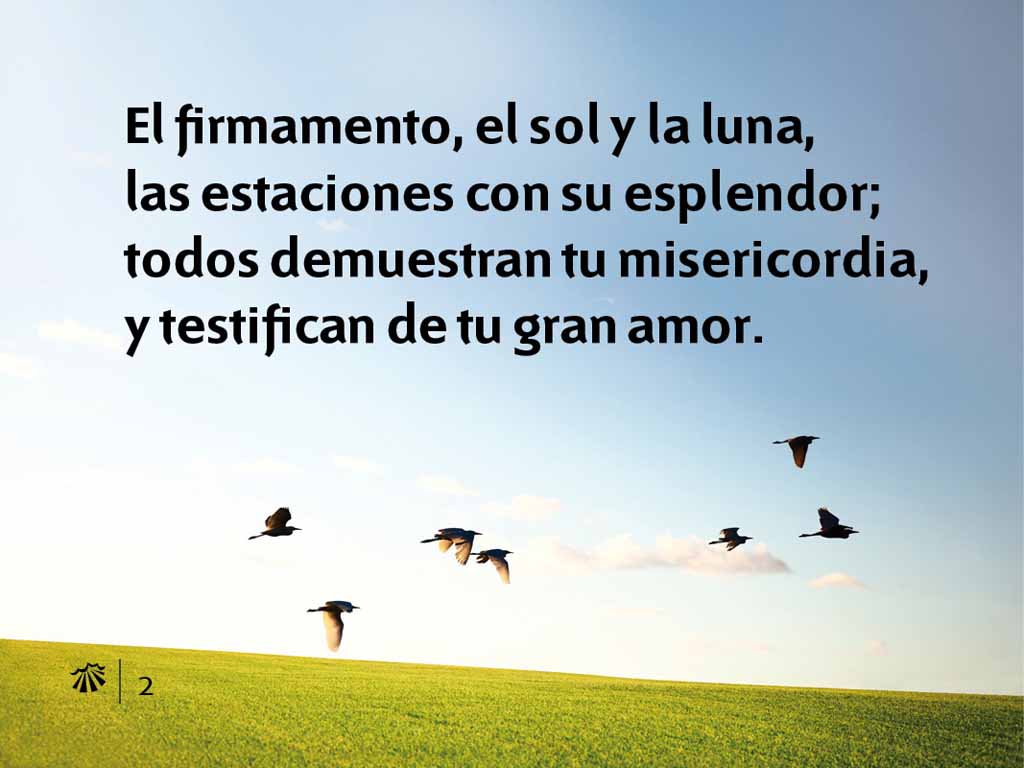 El firmamento, el sol y la luna,
las estaciones con su esplendor;
todos demuestran tu misericordia,
y testifican de tu gran amor.
2